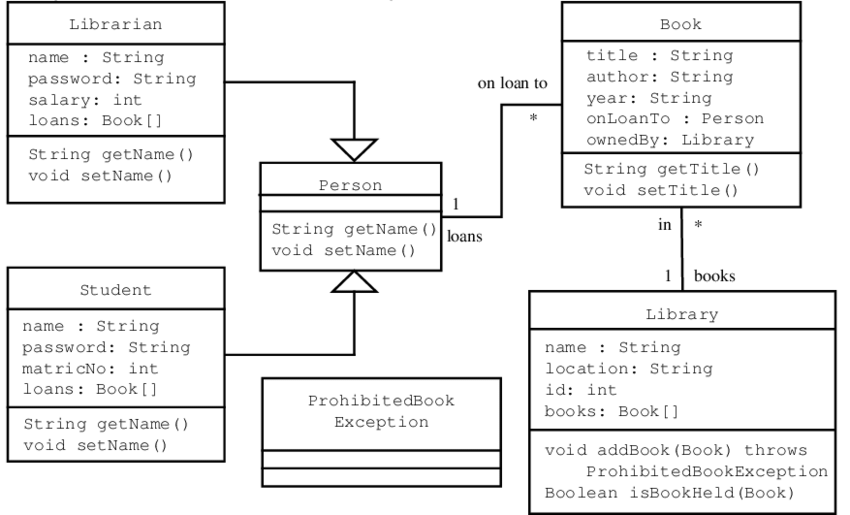 Librarian
name : String
password: String
salary: int
loans: Book[]
String getName()
void setName()
Book
title : String
author: String
year: String
onLoanTo : Person
ownedBy: Library
String getTitle()
void setTitle()
on loan to
*
Person
String getName()
void setName()
1
loans
in
*
1
books
Student
name : String
password: String
matricNo: int
loans: Book[]
String getName()
void setName()
ProhibitedBook
Exception
Library
name : String
location: String
id: int
books: Book[]
void addBook(Book) throws
ProhibitedBookException
Boolean isBookHeld(Book)